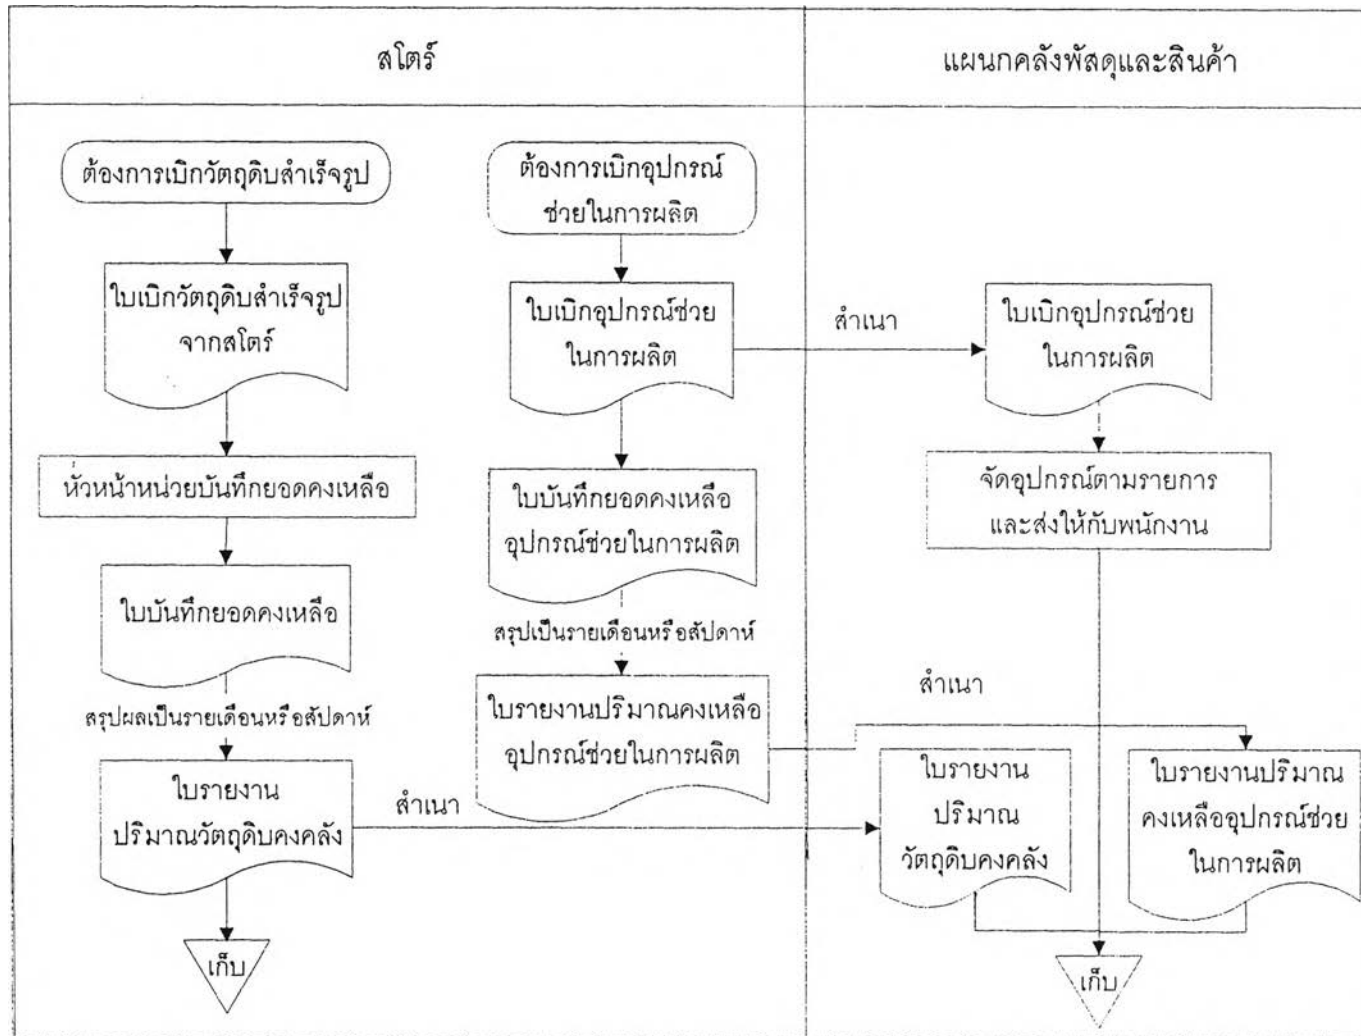 สโตร์
แผนกคลังพัสดุและสินค้า
ต้องการเบิกวัตถุดิบสำเร็จรูป
ใบเบิกวัตถุดิบสำเร็จรูป
จากสโตร์
หัวหน้าหน่วยบันทึกยอดคงเหลือ
ใบบันทึกยอดคงเหลือ
สรุปผลเป็นรายเดือนหรือสัปดาห์
ใบรายงาน
ปริมาณวัตถุดิบคงคลัง
เก็บ
สำเนา
ต้องการเบิกอุปกรณ์
ช่วยในการผลิต
ใบเบิกอุปกรณ์ช่วย
ในการผลิต
สำเนา
ใบบันทึกยอดคงเหลือ
อุปกรณ์ช่วยในการผลิต
สรุปเป็นรายเดือนหรือสัปดาห์
ใบรายงานปริมาณคงเหลือ
อุปกรณ์ช่วยในการผลิต
สำเนา
ใบเบิกอุปกรณ์ช่วย
ในการผลิต
จัดอุปกรณ์ตามรายการ
และส่งให้กับพนักงาน
ใบรายงาน
ปริมาณ
วัตถุดิบคงคลัง
ใบรายงานปริมาณ
คงเหลืออุปกรณ์ช่วย
ในการผลิต
เก็บ